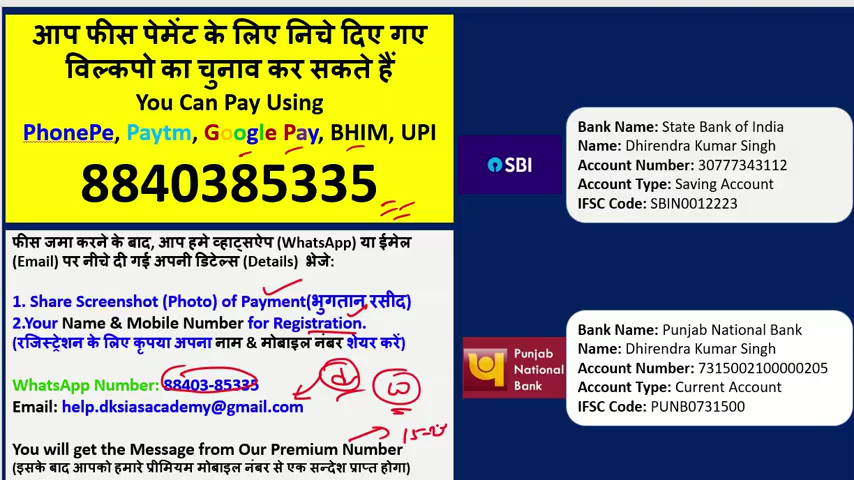 आप फीस पेमेंट के लिए निचे दिए गए
विल्कपो का चुनाव कर सकते हैं
You Can Pay Using
PhonePe, Paytm, Google Pay, BHIM, UPI
8840385335
फीस जमा करने के बाद, आप हमे व्हाट्सऐप (WhatsApp) या ईमेल
(Email) पर नीचे दी गई अपनी डिटेल्स (Details) भेजे:
1. Share Screenshot (Photo) of Payment(भुगतान रसीद)
2.Your Name & Mobile Number for Registration.
(रजिस्ट्रेशन के लिए कृपया अपना नाम & मोबाइल नंबर शेयर करें)
WhatsApp Number: 88403-85335
Email: help.dksiasacademy@gmail.com
You will get the Message from Our Premium Number
(इसके बाद आपको हमारे प्रीमियम मोबाइल नंबर से एक सन्देश प्राप्त होगा)
SBI
Bank Name: State Bank of India
Name: Dhirendra Kumar Singh
Account Number: 30777343112
Account Type: Saving Account
IFSC Code: SBIN0012223
Punjab
National
Bank
Bank Name: Punjab National Bank
Name: Dhirendra Kumar Singh
Account Number: 7315002100000205
Account Type: Current Account
IFSC Code: PUNB0731500